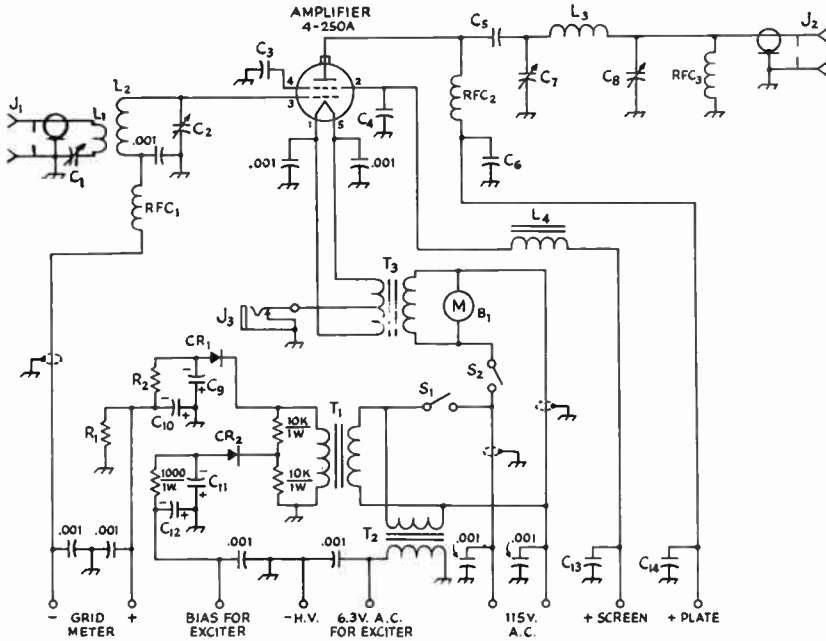 AMPLIFIER
4-250A
C5
L3
J2
C3
4
2
3
1
5
C4
RFC2
C7
C8
RFC3
J1
L1
L2
C2
.001
C1
RFC1
.001
.001
C6
L4
T3
J3
M
B1
S2
CR1
R2
C9
C10
R1
S1
T1
10K
1W
CR2
10K
1W
1000
1W.
C11
C12
T2
.001
.001
.001
.001
.001
.001
C13
C14
- GRID +
METER
BIAS FOR
EXCITER
-H.V.
6.3V. A.C.
FOR EXCITER
115V.
A.C.
+ SCREEN
+ PLATE